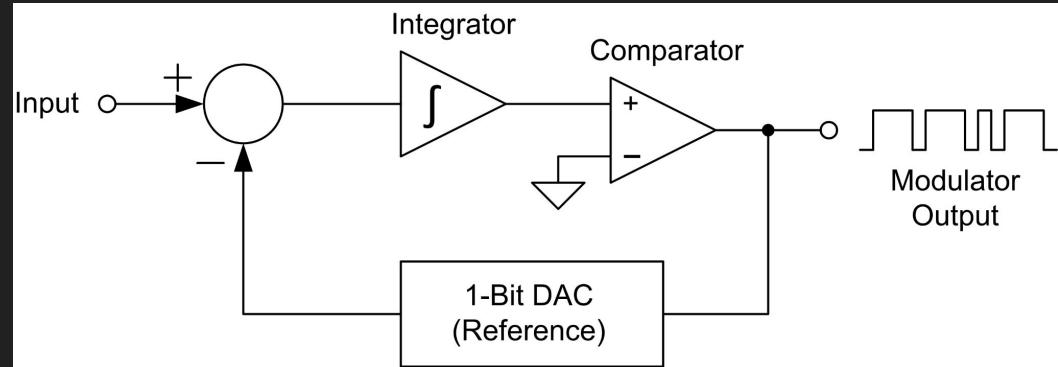 Integrator
Comparator
Input
+
−
∫
+
−
Modulator
Output
1-Bit DAC
(Reference)